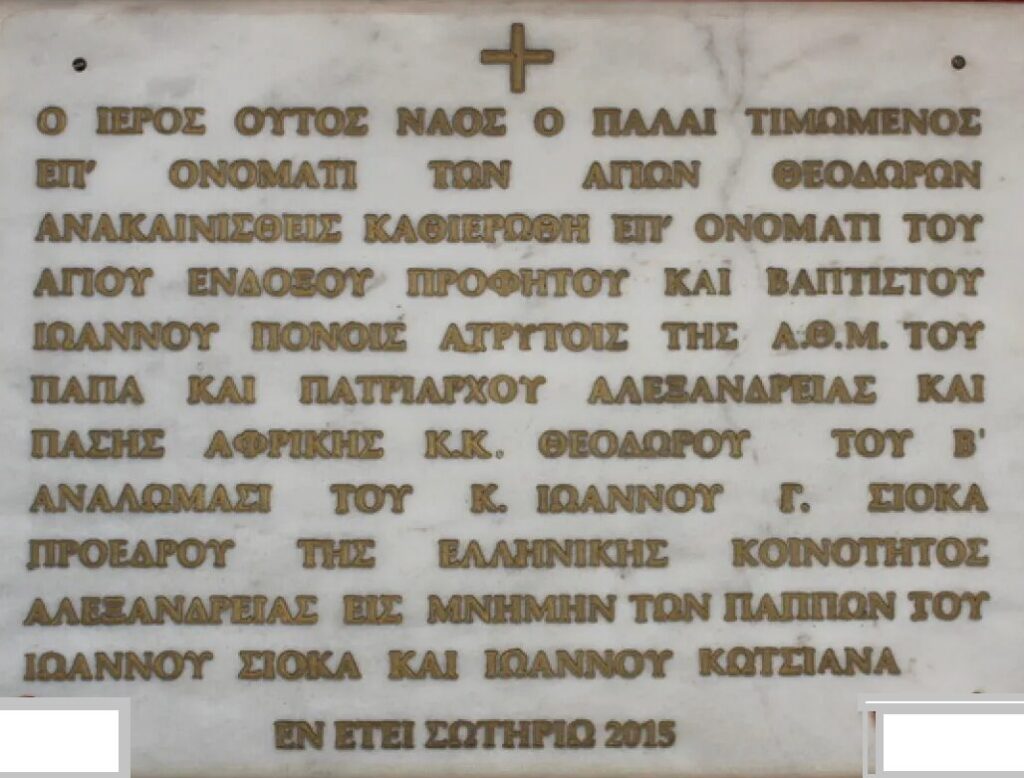 Ο ΙΕΡΟΣ ΟΥΤΟΣ ΝΑΟΣ Ο ΠΑΛΑΙ ΤΙΜΩΜΕΝΟΣ
ΕΠ' ΟΝΟΜΑΤΙ ΤΩΝ ΑΓΙΩΝ ΘΕΟΔΩΡΩΝ
ΑΝΑΚΑΙΝΙΣΘΕΙΣ ΚΑΘΙΕΡΩΘΗ ΕΠ' ΟΝΟΜΑΤΙ ΤΟΥ
ΑΓΙΟΥ ΕΝΔΟΞΟΥ ΠΡΟΦΗΤΟΥ ΚΑΙ ΒΑΠΤΙΣΤΟΥ
ΙΩΑΝΝΟΥ ΠΟΝΟΙΣ ΑΤΡΥΤΟΙΣ ΤΗΣ Α.Θ.Μ. ΤΟΥ
ΠΑΠΑ ΚΑΙ ΠΑΤΡΙΑΡΧΟΥ ΑΛΕΞΑΝΔΡΕΙΑΣ ΚΑΙ
ΠΑΣΗΣ ΑΦΡΙΚΗΣ Κ.Κ. ΘΕΟΔΩΡΟΥ ΤΟΥ Β'
ΑΝΑΛΩΜΑΣΙ ΤΟΥ Κ. ΙΩΑΝΝΟΥ Γ. ΣΙΟΚΑ
ΠΡΟΕΔΡΟΥ ΤΗΣ ΕΛΛΗΝΙΚΗΣ ΚΟΙΝΟΤΗΤΟΣ
ΑΛΕΞΑΝΔΡΕΙΑΣ ΕΙΣ ΜΝΗΜΗΝ ΤΩΝ ΠΑΠΠΩΝ ΤΟΥ
ΙΩΑΝΝΟΥ ΣΙΟΚΑ ΚΑΙ ΙΩΑΝΝΟΥ ΚΩΤΣΙΑΝΑ
ΕΝ ΕΤΕΙ ΣΩΤΗΡΙΩ 2015